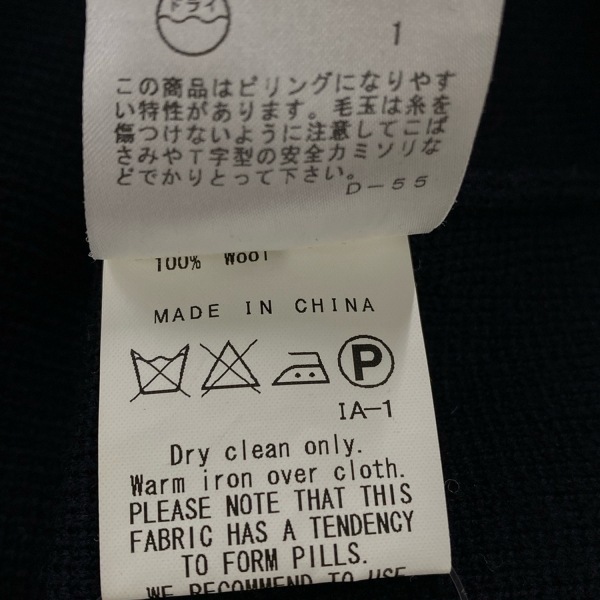 ドライ
1
この商品はピリングになりやす
い特性があります。毛玉は糸を
傷つけないように注意してこば
さみやT字型の安全カミソリな
どでかりとって下さい。
D-55
100% Wool
MADE IN CHINA
P
IA-1
Dry clean only.
Warm iron over cloth.
PLEASE NOTE THAT THIS
FABRIC HAS A TENDENCY
TO FORM PILLS.
WE RECOMMEND TO USE